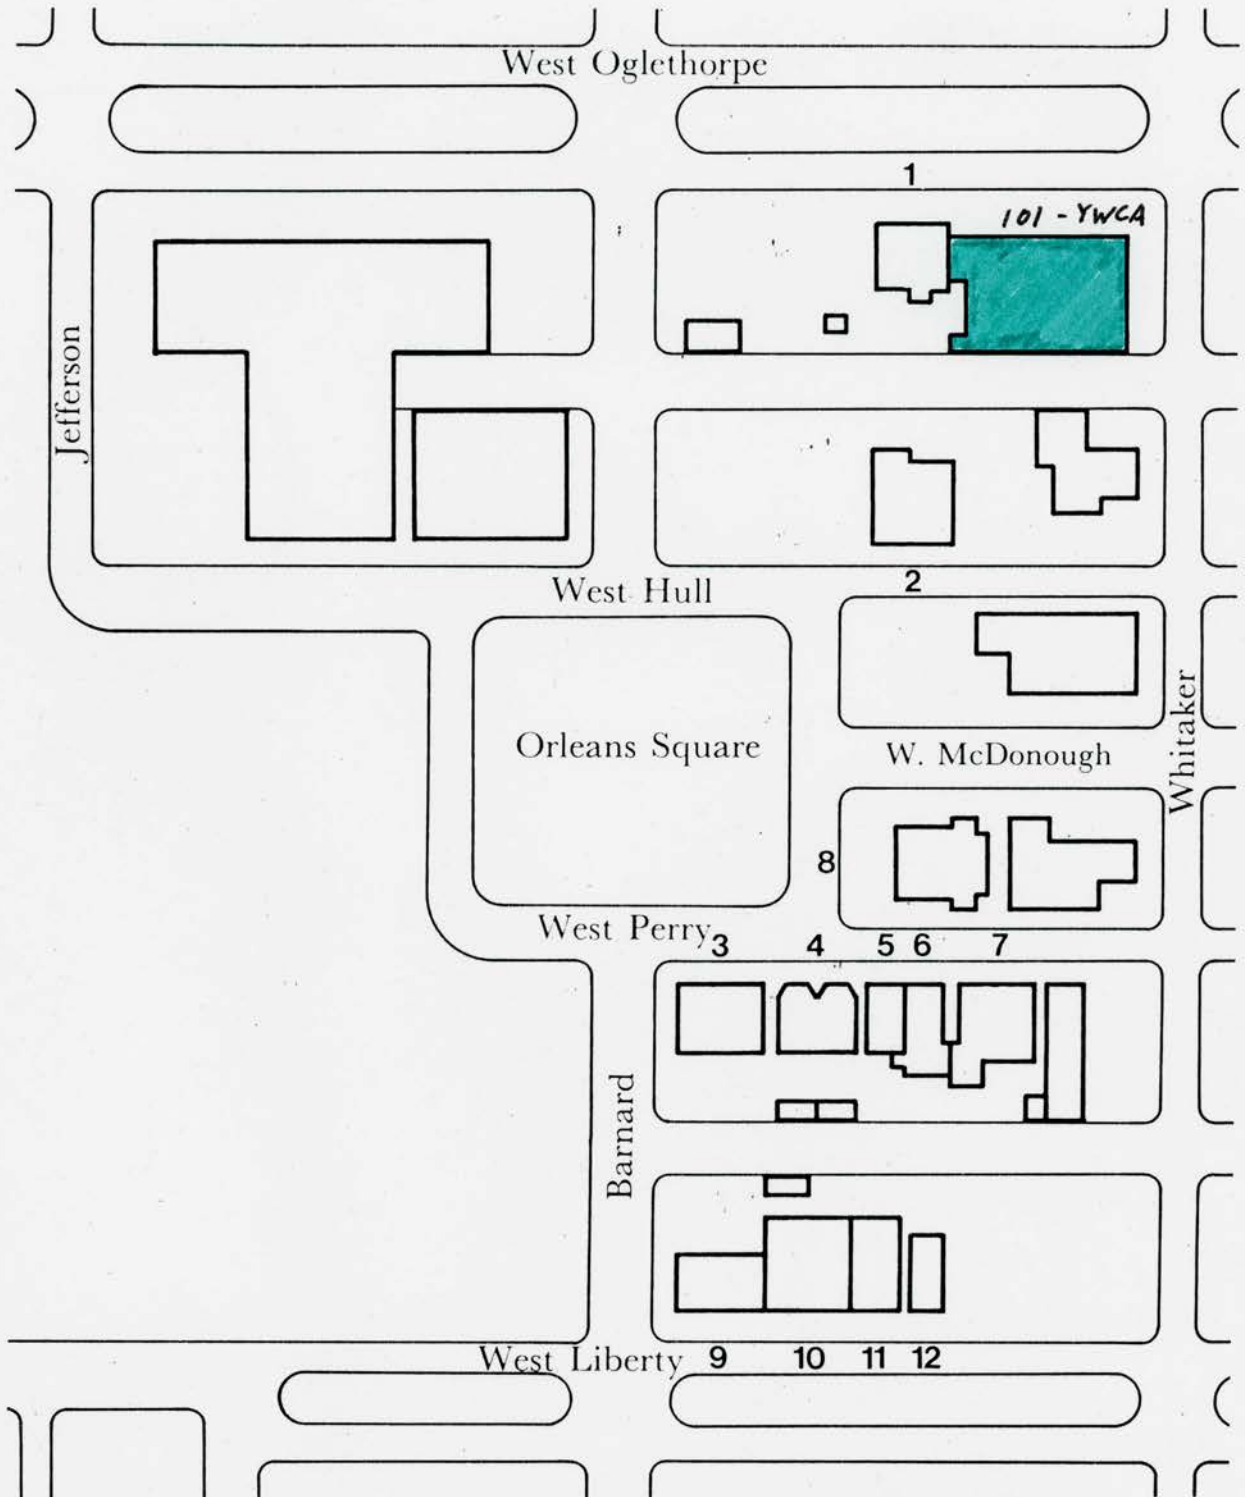 West Oglethorpe
1
101 - YWCA
Jefferson
2
West Hull
Orleans Square
W. McDonough
Whitaker
8
West Perry
3 4 5 6 7
Barnard
West Liberty
9 10 11 12